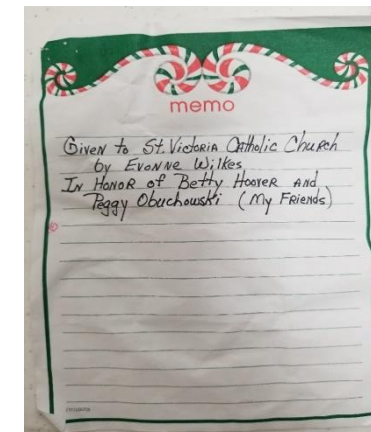 memo
Given to St. Victoria Catholic Church
by Evonne Wilkes
In Honor of Betty Hoover And
Peggy Obuchowski (My Friends)